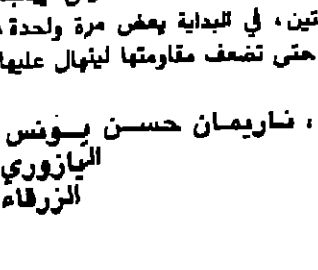 تين، في البداية بعض مرة ولحدة،
حتى تضعف مقاومتها لينهال عليها
، ناريمان حسن يونس
اليازوري
الزرقاء